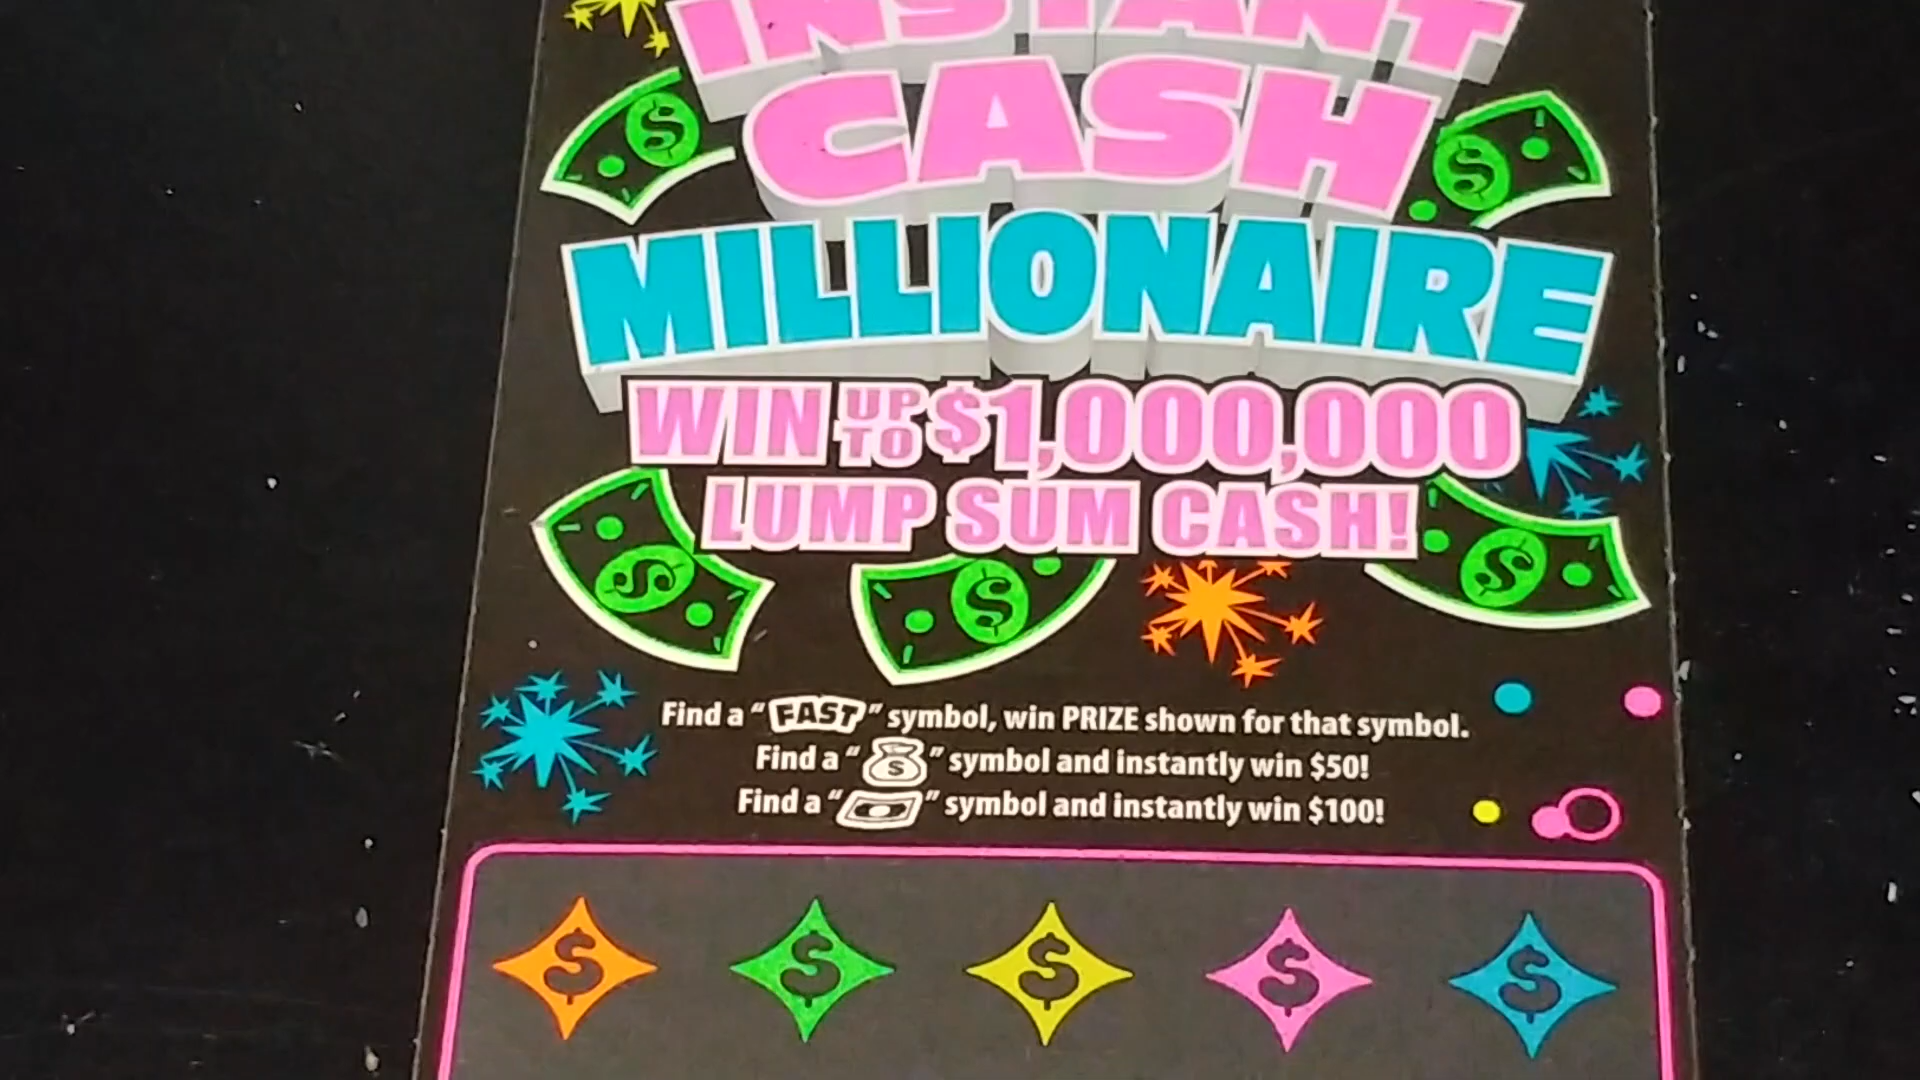 INSTANT
CASH
MILLIONAIRE
WIN UP TO $1,000,000
LUMP SUM CASH!
Find a "FAST" symbol, win PRIZE shown for that symbol.
Find a "$" symbol and instantly win $50!
Find a "" symbol and instantly win $100!
$ $ $ $ $